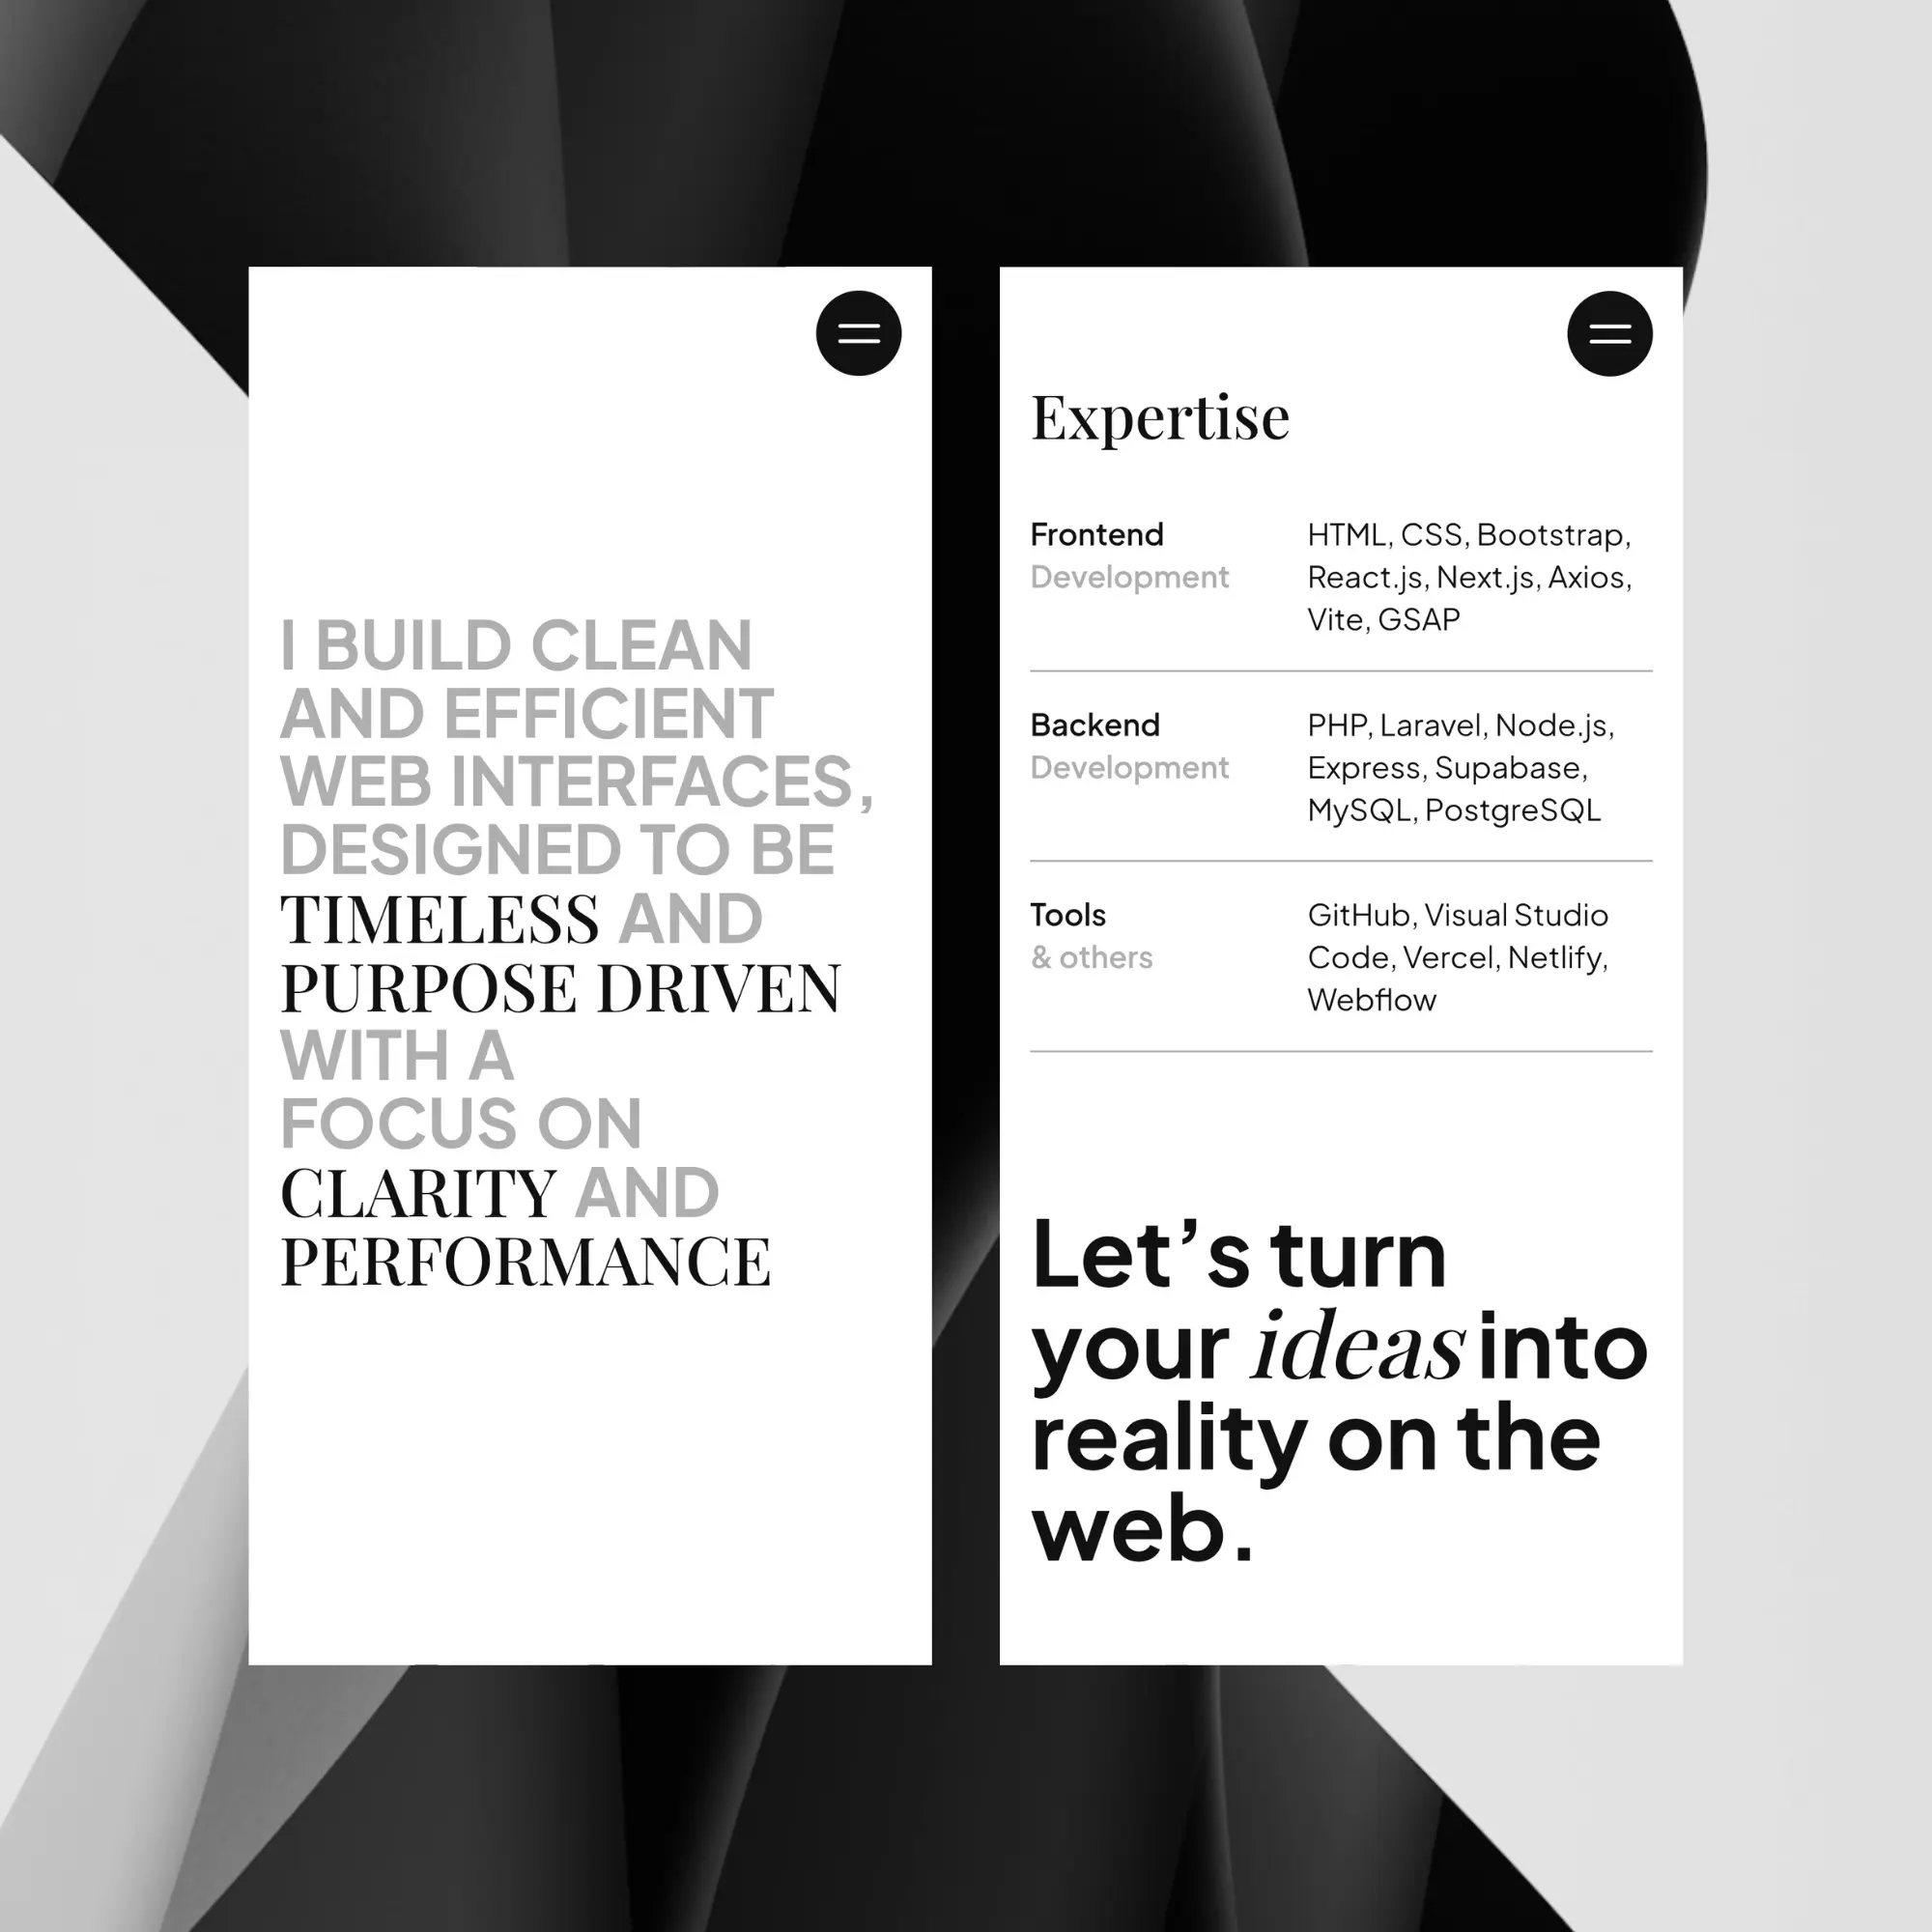 I BUILD CLEAN
AND EFFICIENT
WEB INTERFACES,
DESIGNED TO BE
TIMELESS AND
PURPOSE DRIVEN
WITH A
FOCUS ON
CLARITY AND
PERFORMANCE
Expertise
Frontend
Development
HTML, CSS, Bootstrap,
React.js, Next.js, Axios,
Vite, GSAP
Backend
Development
PHP, Laravel, Node.js,
Express, Supabase,
MySQL, PostgreSQL
Tools
& others
GitHub, Visual Studio
Code, Vercel, Netlify,
Webflow
Let’s turn
your ideas into
reality on the
web.